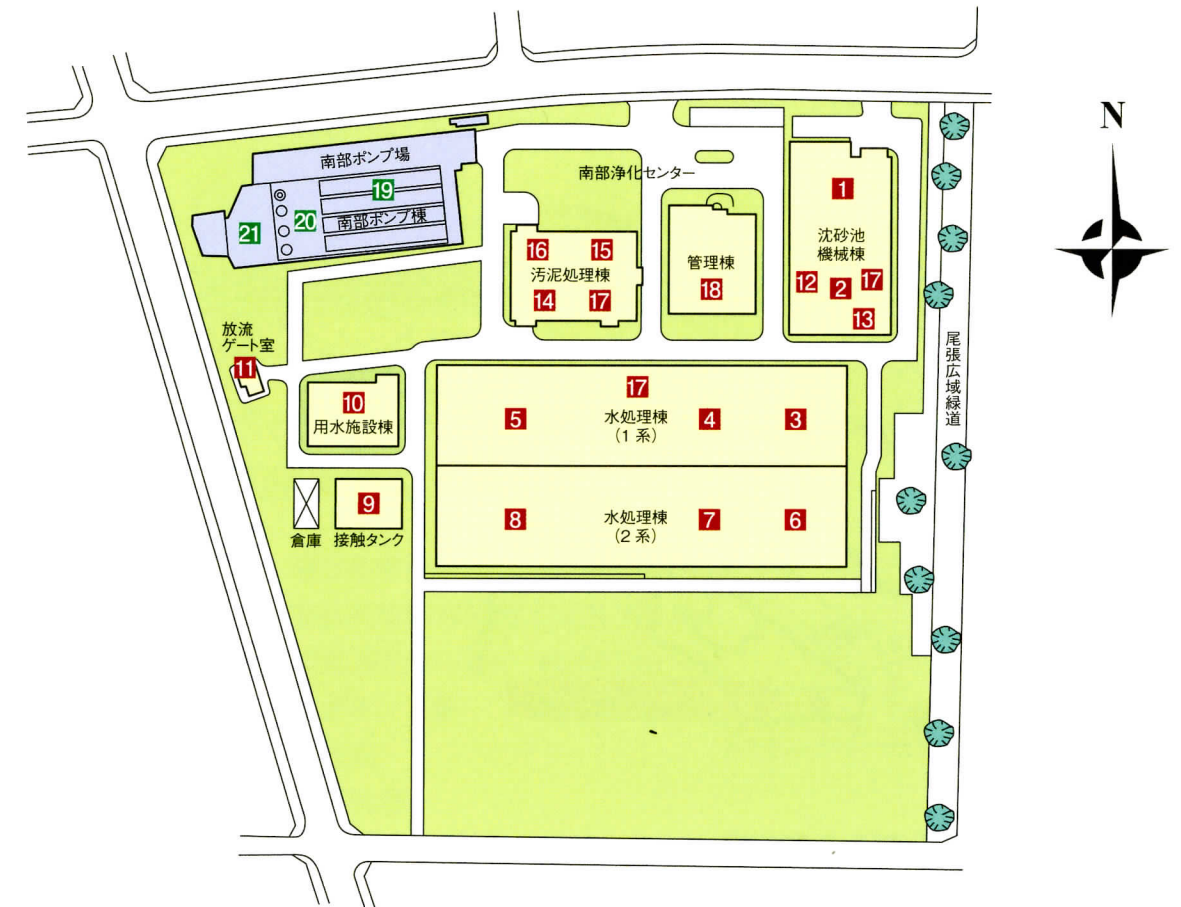 N
南部ポンプ場
19
20
南部ポンプ棟
21
南部浄化センター
1
沈砂池
機械棟
12
2
17
13
16
15
汚泥処理棟
14
17
管理棟
18
放流
ゲート室
11
10
用水施設棟
尾張広域緑道
17
5
水処理棟
(1系)
4
3
9
倉庫
接触タンク
8
水処理棟
(2系)
7
6